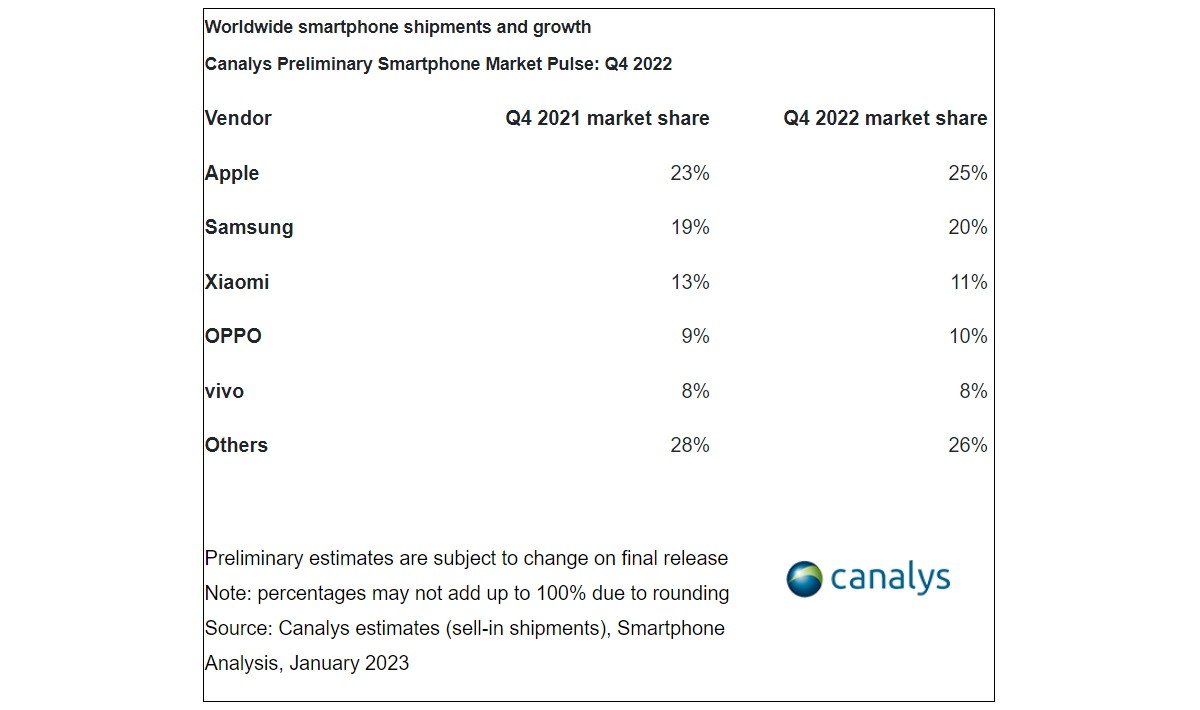 Worldwide smartphone shipments and growth
Canalys Preliminary Smartphone Market Pulse: Q4 2022
Vendor Q4 2021 market share Q4 2022 market share
Apple 23% 25%
Samsung 19% 20%
Xiaomi 13% 11%
OPPO 9% 10%
vivo 8% 8%
Others 28% 26%
Preliminary estimates are subject to change on final release
Note: percentages may not add up to 100% due to rounding
Source: Canalys estimates (sell-in shipments), Smartphone
Analysis, January 2023
canalys